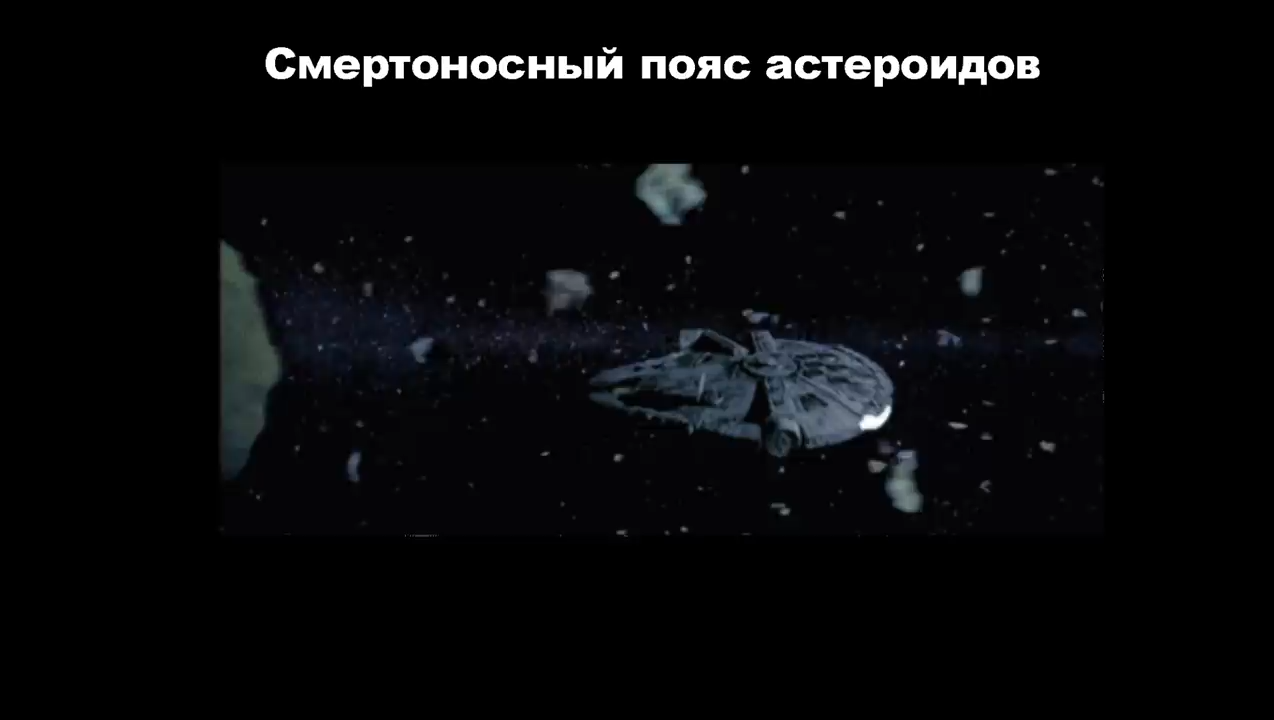 Смертоносный пояс астероидов